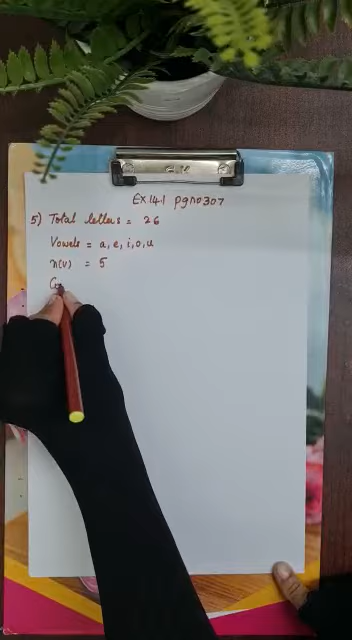 Ex 14.1 Pg no 307
5) Total letters = 26
Vowels = a, e, i, o, u
n(v) = 5